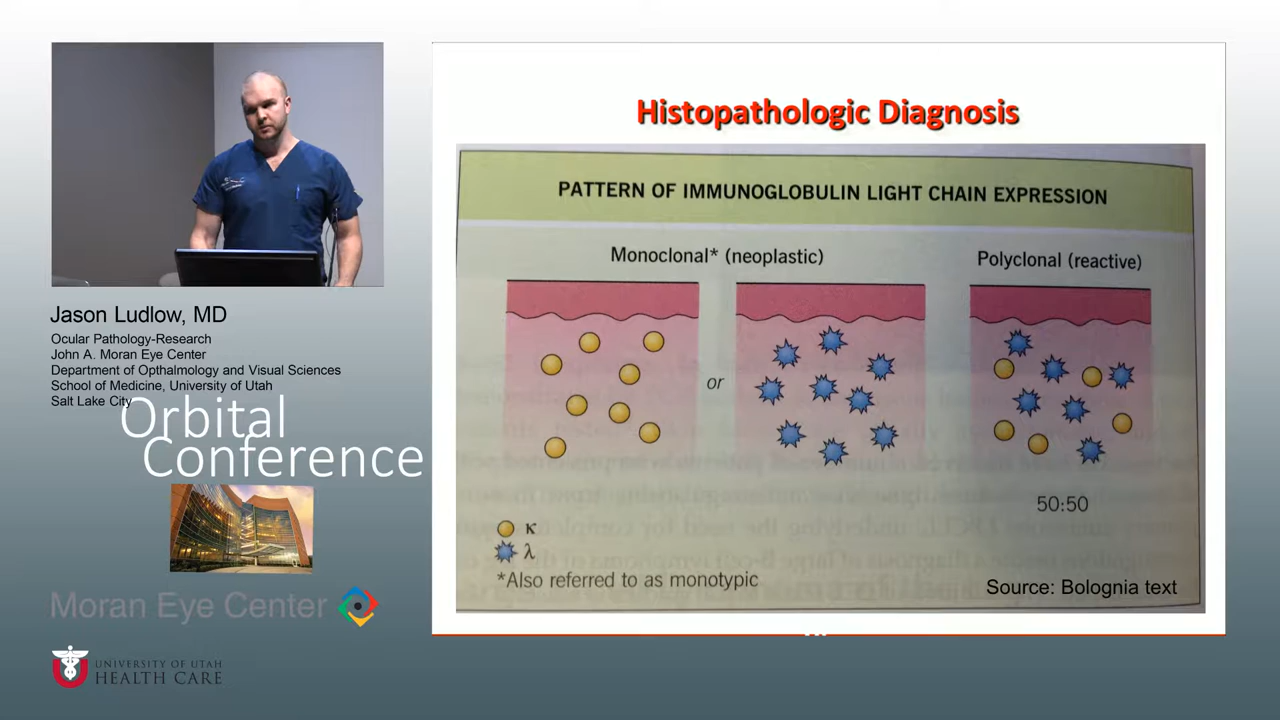 Histopathologic Diagnosis
PATTERN OF IMMUNOGLOBULIN LIGHT CHAIN EXPRESSION
Monoclonal* (neoplastic)
Polyclonal (reactive)
or
50:50
κ
λ
*Also referred to as monotypic
Source: Bolognia text
Jason Ludlow, MD
Ocular Pathology-Research
John A. Moran Eye Center
Department of Opthalmology and Visual Sciences
School of Medicine, University of Utah
Salt Lake City
Orbital
Conference
Moran Eye Center
UNIVERSITY OF UTAH
HEALTH CARE